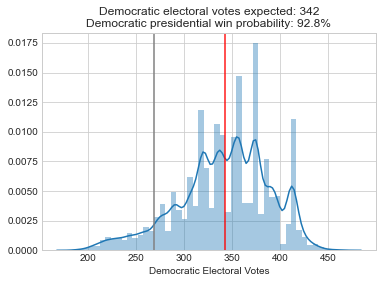 Democratic electoral votes expected: 342
Democratic presidential win probability: 92.8%
0.0175
0.0150
0.0125
0.0100
0.0075
0.0050
0.0025
0.0000
200 250 300 350 400 450
Democratic Electoral Votes